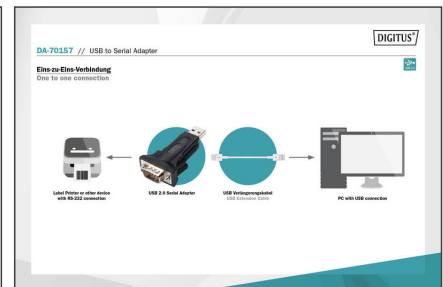 DIGITUS®
DA-70157 // USB to Serial Adapter
Eins-zu-Eins-Verbindung
One to one connection
Label Printer or other device
with RS-232 connection
USB 2.0 Serial Adapter
USB Verlängerungskabel
USB Extension Cable
PC with USB connection